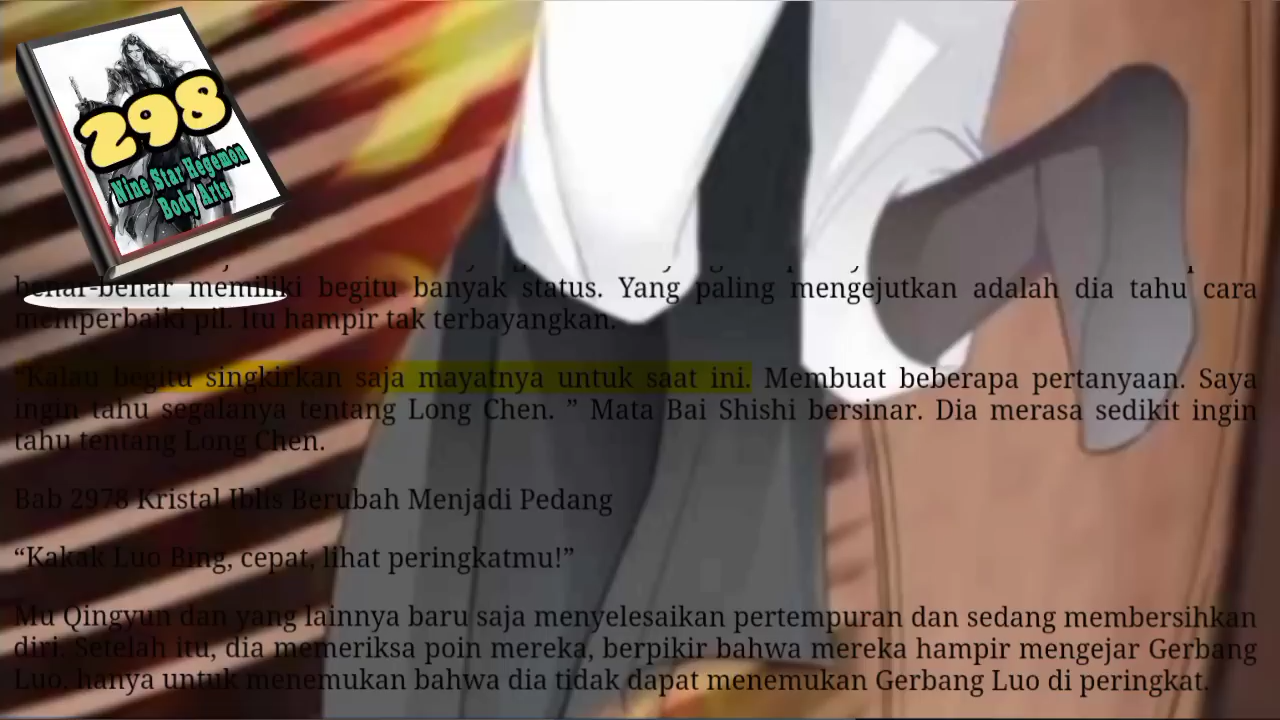 298
Nine Star Hegemon
Body Arts
benar-benar memiliki begitu banyak status. Yang paling mengejutkan adalah dia tahu cara
memperbaiki pil. Itu hampir tak terbayangkan.
“Kalau begitu singkirkan saja mayatnya untuk saat ini. Membuat beberapa pertanyaan. Saya
ingin tahu segalanya tentang Long Chen. ” Mata Bai Shishi bersinar. Dia merasa sedikit ingin
tahu tentang Long Chen.
Bab 2978 Kristal Iblis Berubah Menjadi Pedang
“Kakak Luo Bing, cepat, lihat peringkatmu!”
Mu Qingyun dan yang lainnya baru saja menyelesaikan pertempuran dan sedang membersihkan
diri. Setelah itu, dia memeriksa poin mereka, berpikir bahwa mereka hampir mengejar Gerbang
Luo, hanya untuk menemukan bahwa dia tidak dapat menemukan Gerbang Luo di peringkat.